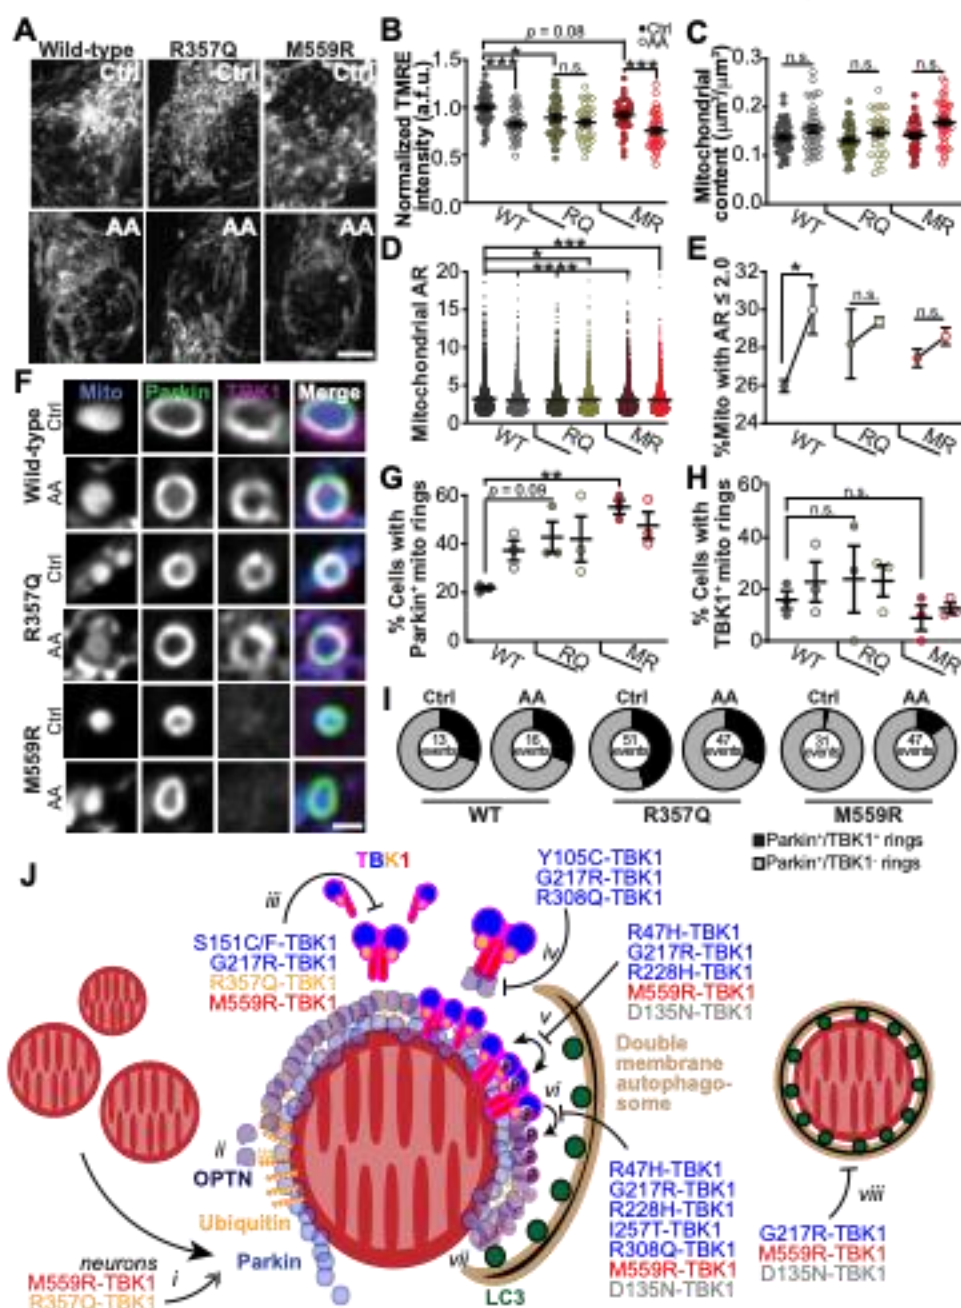 A
Wild-type R357Q M559R
Ctrl Ctrl Ctrl
AA AA AA
B
Ctrl
AA
p = 0.08
*
*** n.s. ***
Normalized TMRE
intensity (a.f.u.)
1.5
1.0
0.5
0.0
WT RQ MR
C
n.s. n.s. n.s.
Mitochondrial
content (μm²/μm²)
0.3
0.2
0.1
0.0
WT RQ MR
D
***
*
****
Mitochondrial AR
20
15
10
5
0
WT RQ MR
E
* n.s. n.s.
%Mito with AR ≤ 2.0
32
30
28
26
24
WT RQ MR
F
Mito Parkin TBK1 Merge
Wild-type
Ctrl
AA
R357Q
Ctrl
AA
M559R
Ctrl
AA
G
**
p = 0.09
% Cells with
Parkin⁺ mito rings
60
40
20
0
WT RQ MR
H
n.s.
n.s.
% Cells with
TBK1⁺ mito rings
60
40
20
0
WT RQ MR
I
Ctrl AA Ctrl AA Ctrl AA
13 events
16 events
51 events
47 events
31 events
47 events
WT R357Q M559R
Parkin⁺/TBK1⁺ rings
Parkin⁺/TBK1⁻ rings
J
TBK1
iii
S151C/F-TBK1
G217R-TBK1
R357Q-TBK1
M559R-TBK1
Y105C-TBK1
G217R-TBK1
R308Q-TBK1
iv
R47H-TBK1
G217R-TBK1
R228H-TBK1
M559R-TBK1
D135N-TBK1
v
Double
membrane
autophago-
some
vi
ii
OPTN
Ubiquitin
Parkin
neurons
M559R-TBK1
R357Q-TBK1
i
vii
LC3
R47H-TBK1
G217R-TBK1
R228H-TBK1
I257T-TBK1
R308Q-TBK1
M559R-TBK1
D135N-TBK1
viii
G217R-TBK1
M559R-TBK1
D135N-TBK1